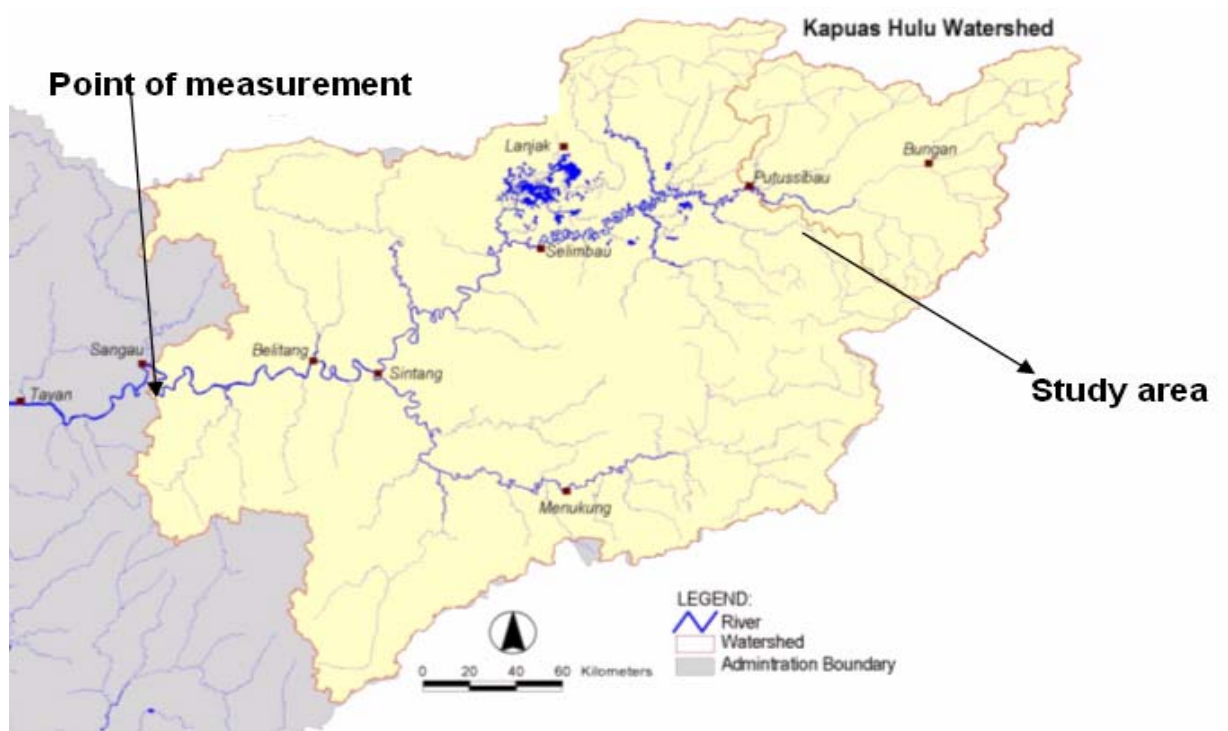 Kapuas Hulu Watershed
Point of measurement
Lanjak
Bungan
Putussibau
Selimbau
Sangau
Belitang
Sintang
Tayan
Study area
Menukung
LEGEND:
River
Watershed
Admintration Boundary
0 20 40 60 Kilometers